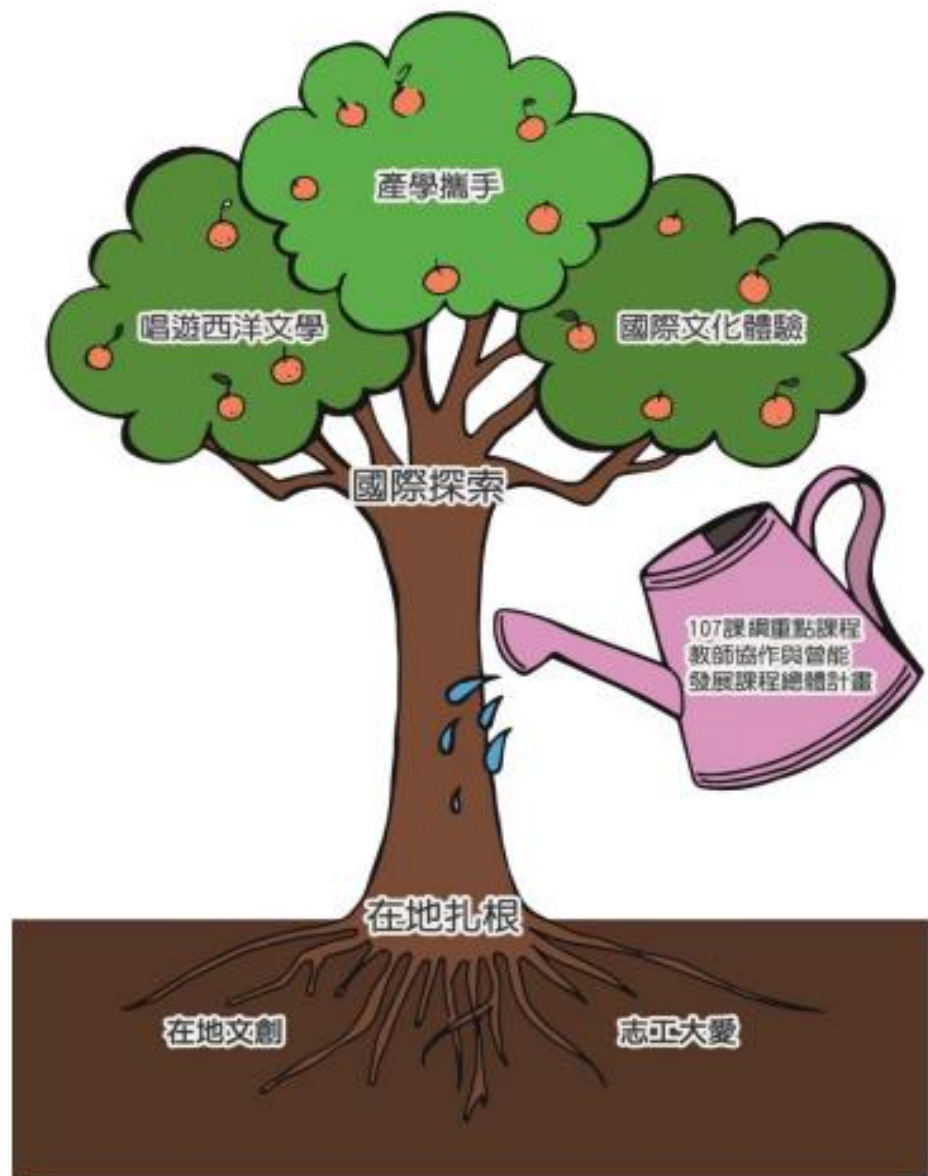 產學攜手
唱遊西洋文學
國際文化體驗
國際探索
107課綱重點課程
教師協作與曾能
發展課程總體計畫
在地扎根
在地文創
志工大愛